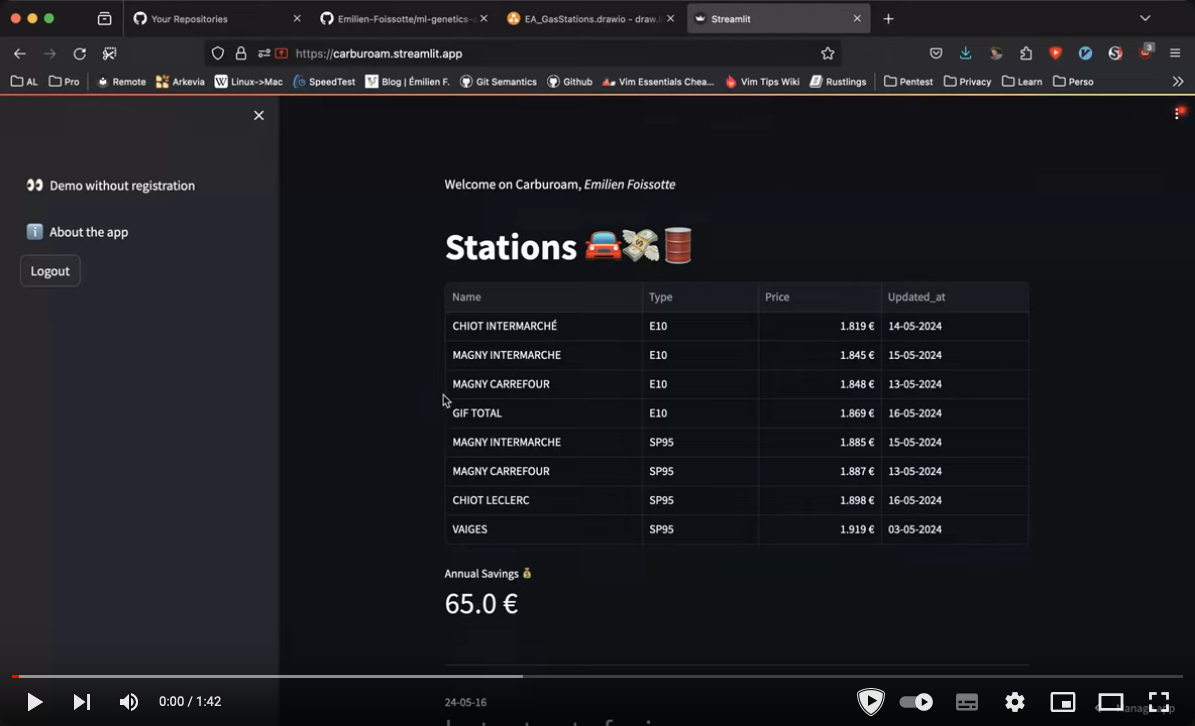 Your Repositories
Emilien-Foissotte/ml-genetics-
EA_GasStations.drawio - draw.
Streamlit
https://carburoam.streamlit.app
3
AL Pro Remote Arkevia Linux->Mac SpeedTest Blog | Émilien F. Git Semantics Github Vim Essentials Chea... Vim Tips Wiki Rustlings Pentest Privacy Learn Perso
Demo without registration
About the app
Logout
Welcome on Carburoam, Emilien Foissotte
Stations
Name Type Price Updated_at
CHIOT INTERMARCHÉ E10 1.819 € 14-05-2024
MAGNY INTERMARCHE E10 1.845 € 15-05-2024
MAGNY CARREFOUR E10 1.848 € 13-05-2024
GIF TOTAL E10 1.869 € 16-05-2024
MAGNY INTERMARCHE SP95 1.885 € 15-05-2024
MAGNY CARREFOUR SP95 1.887 € 13-05-2024
CHIOT LECLERC SP95 1.898 € 16-05-2024
VAIGES SP95 1.919 € 03-05-2024
Annual Savings
65.0 €
0:00 / 1:42
24-05-16